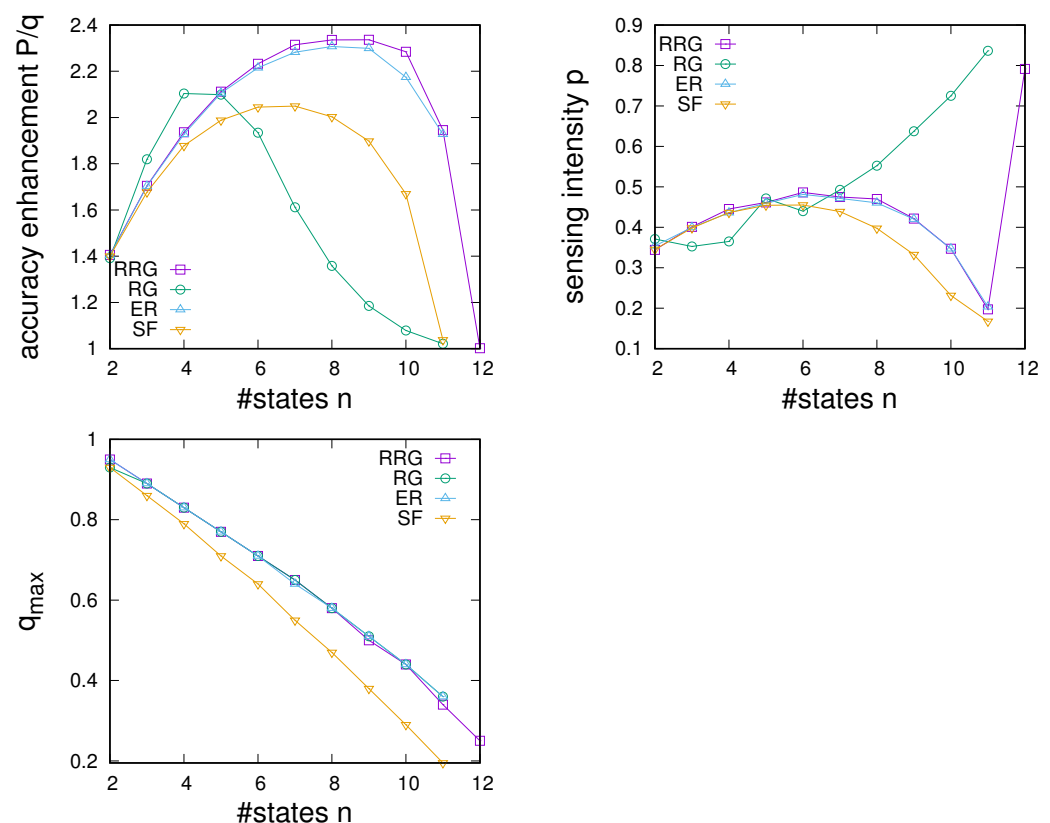 accuracy enhancement P/q
2.4
2.2
2
1.8
1.6
1.4
1.2
1
RRG
RG
ER
SF
2 4 6 8 10 12
#states n
sensing intensity p
0.9
0.8
0.7
0.6
0.5
0.4
0.3
0.2
0.1
RRG
RG
ER
SF
2 4 6 8 10 12
#states n
qmax
1
0.8
0.6
0.4
0.2
RRG
RG
ER
SF
2 4 6 8 10 12
#states n